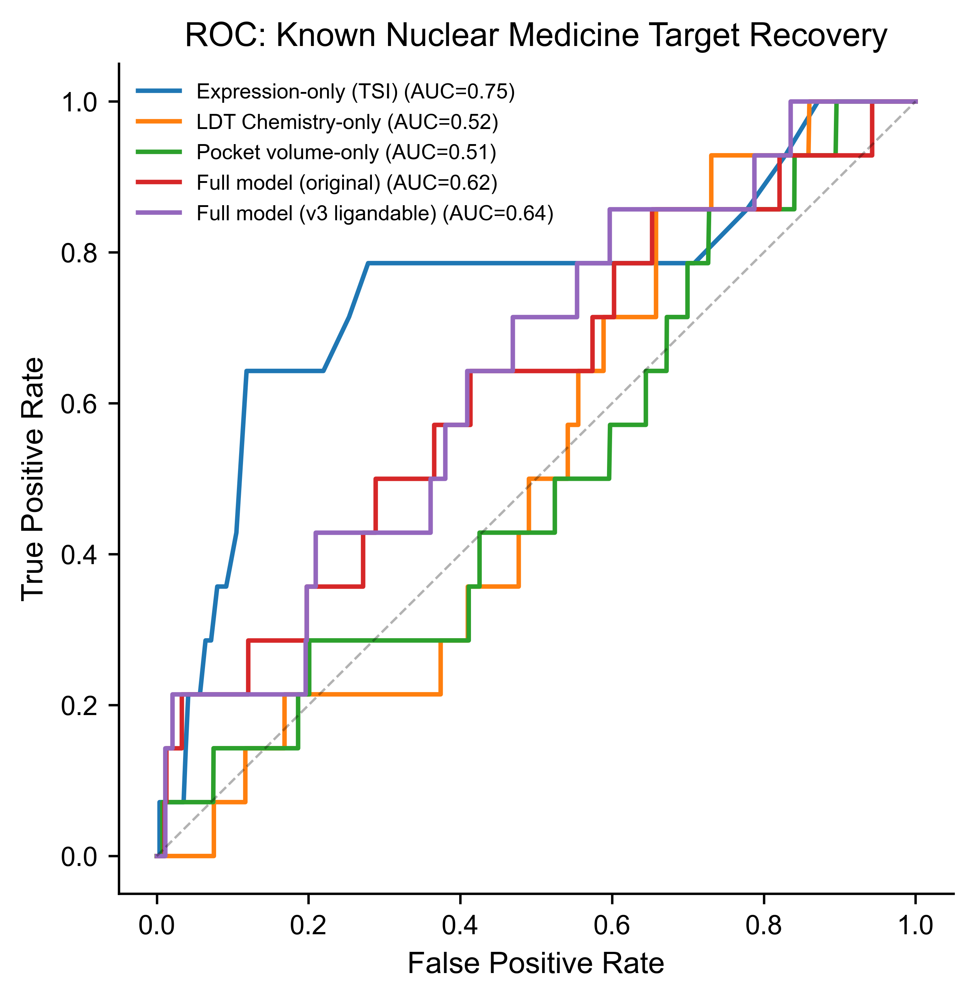 ROC: Known Nuclear Medicine Target Recovery
Expression-only (TSI) (AUC=0.75)
LDT Chemistry-only (AUC=0.52)
Pocket volume-only (AUC=0.51)
Full model (original) (AUC=0.62)
Full model (v3 ligandable) (AUC=0.64)
True Positive Rate
1.0
0.8
0.6
0.4
0.2
0.0
0.0 0.2 0.4 0.6 0.8 1.0
False Positive Rate